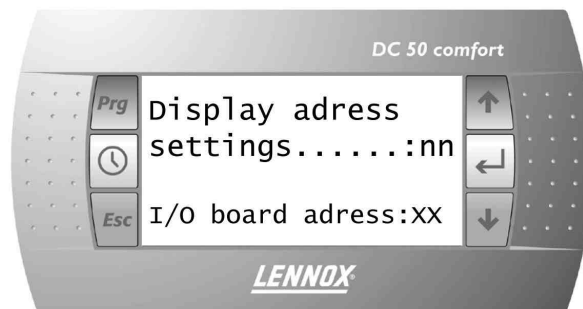 DC 50 comfort
Prg
Display adress
settings......:nn
Esc
I/O board adress:XX
LENNOX